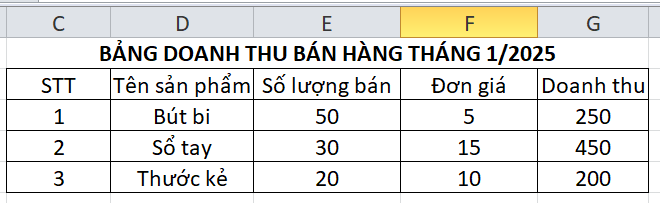 C D E F G
BẢNG DOANH THU BÁN HÀNG THÁNG 1/2025
STT Tên sản phẩm Số lượng bán Đơn giá Doanh thu
1 Bút bi 50 5 250
2 Sổ tay 30 15 450
3 Thước kẻ 20 10 200